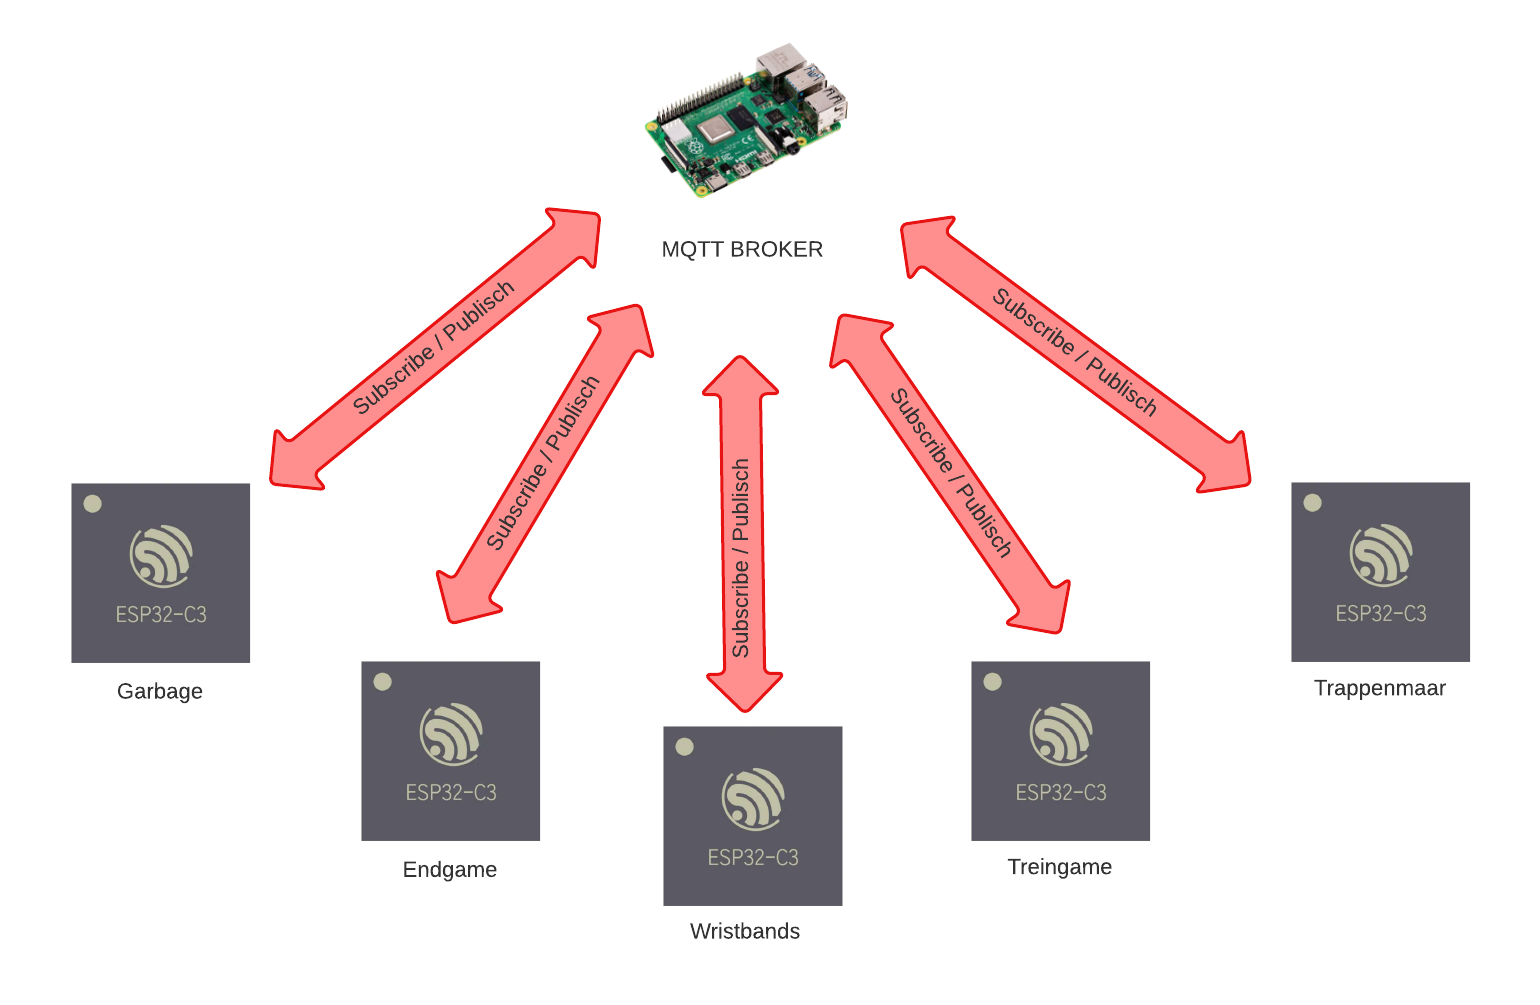 MQTT BROKER
Subscribe / Publisch
Subscribe / Publisch
Subscribe / Publisch
Subscribe / Publisch
Subscribe / Publisch
ESP32-C3
Garbage
ESP32-C3
Endgame
ESP32-C3
Wristbands
ESP32-C3
Treingame
ESP32-C3
Trappenmaar